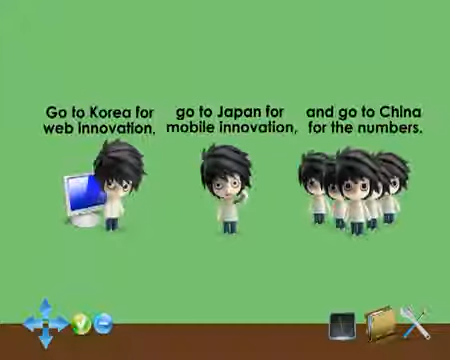 Go to Korea for
web innovation,
go to Japan for
mobile innovation,
and go to China
for the numbers.